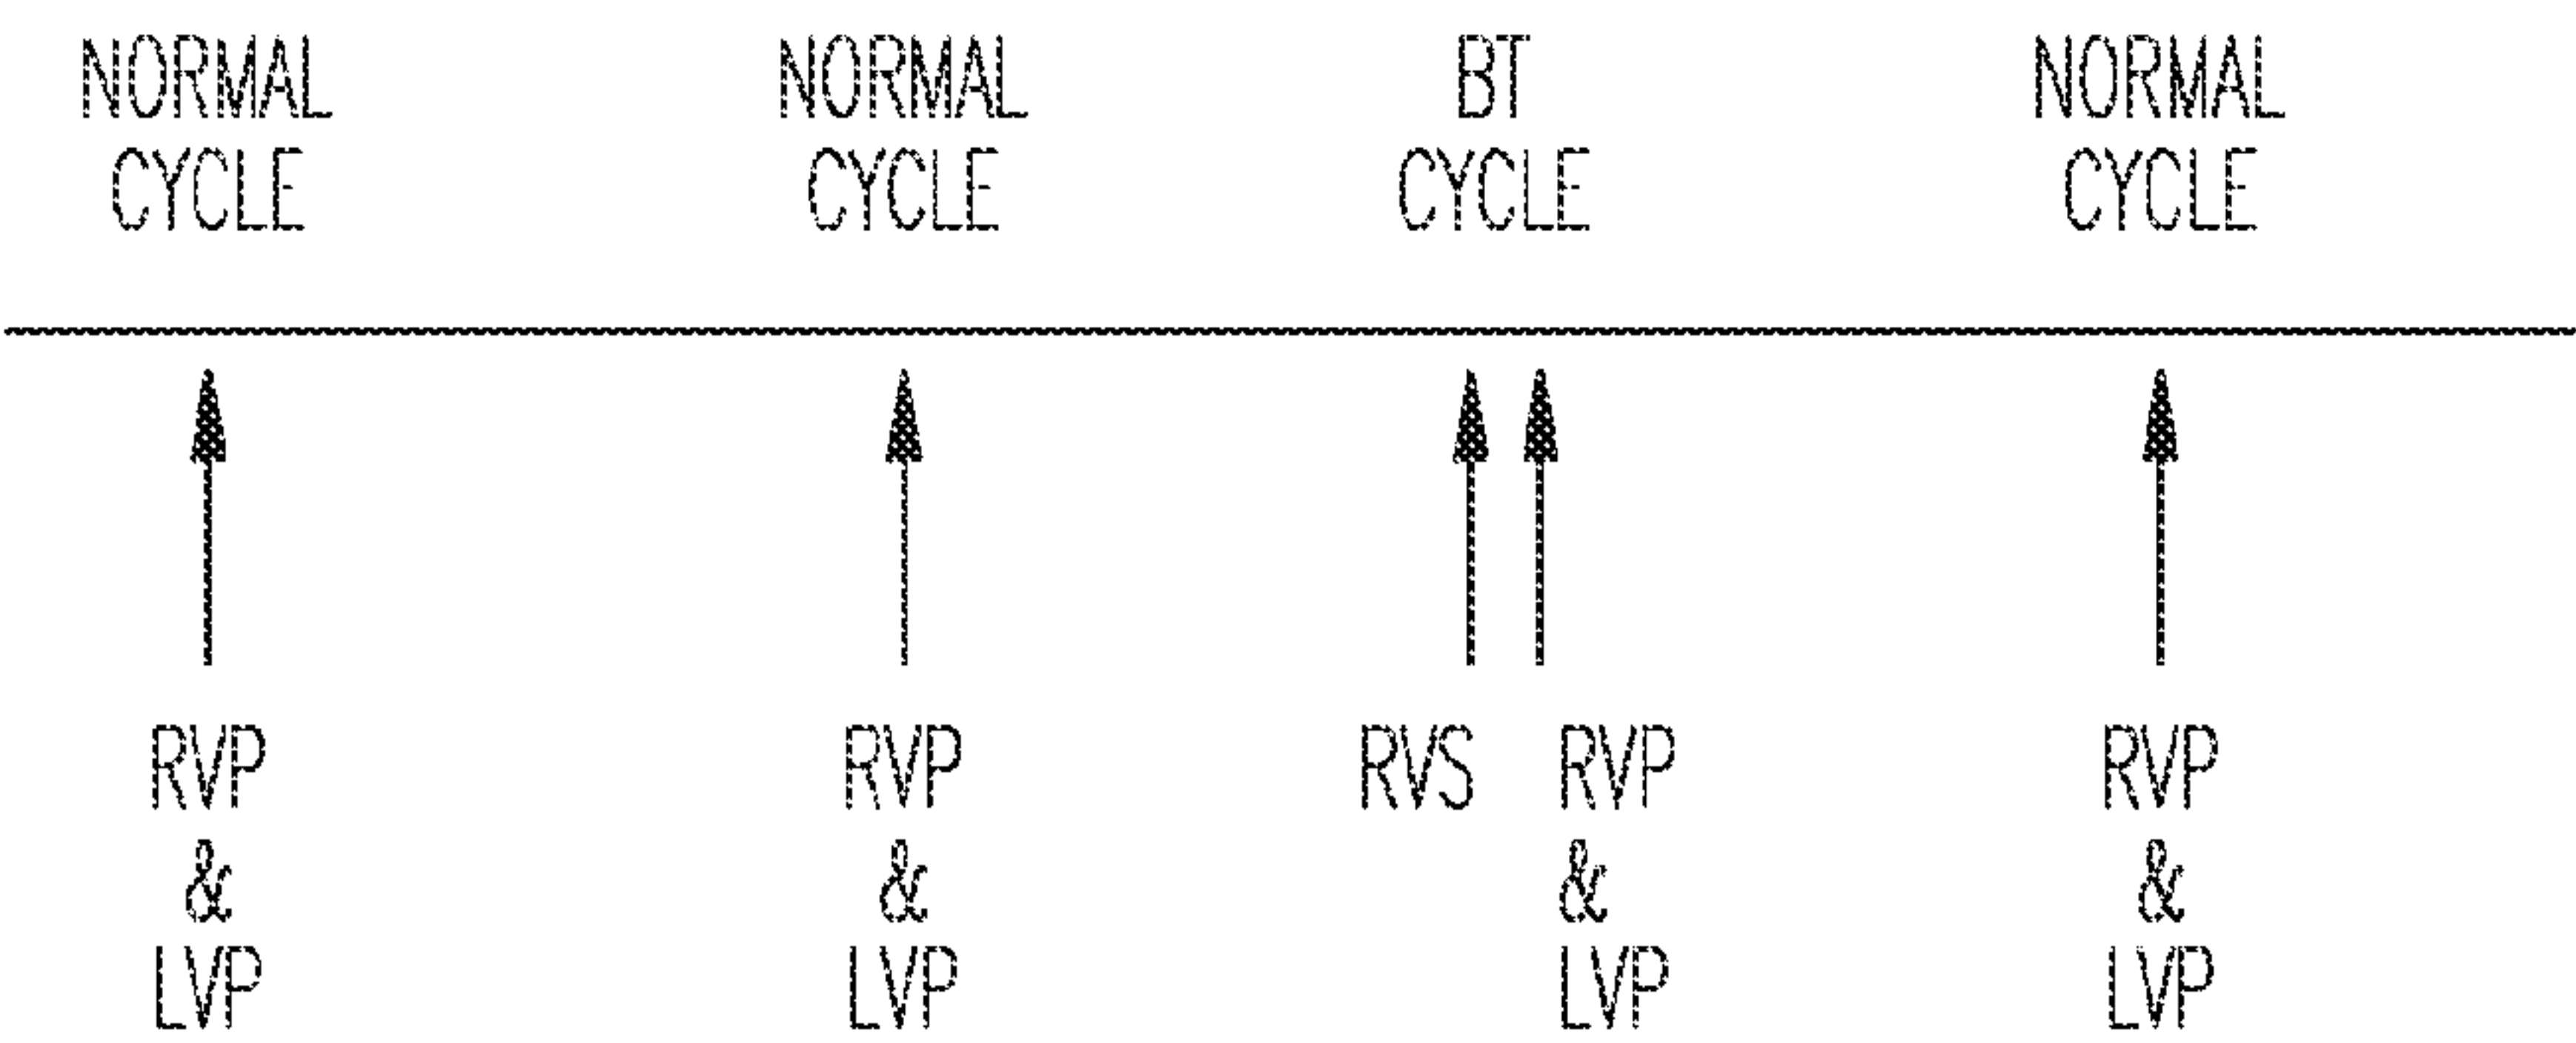 NORMAL NORMAL BT NORMAL
CYCLE CYCLE CYCLE CYCLE
RVP RVP RVS RVP RVP
& & & &
LVP LVP LVP LVP